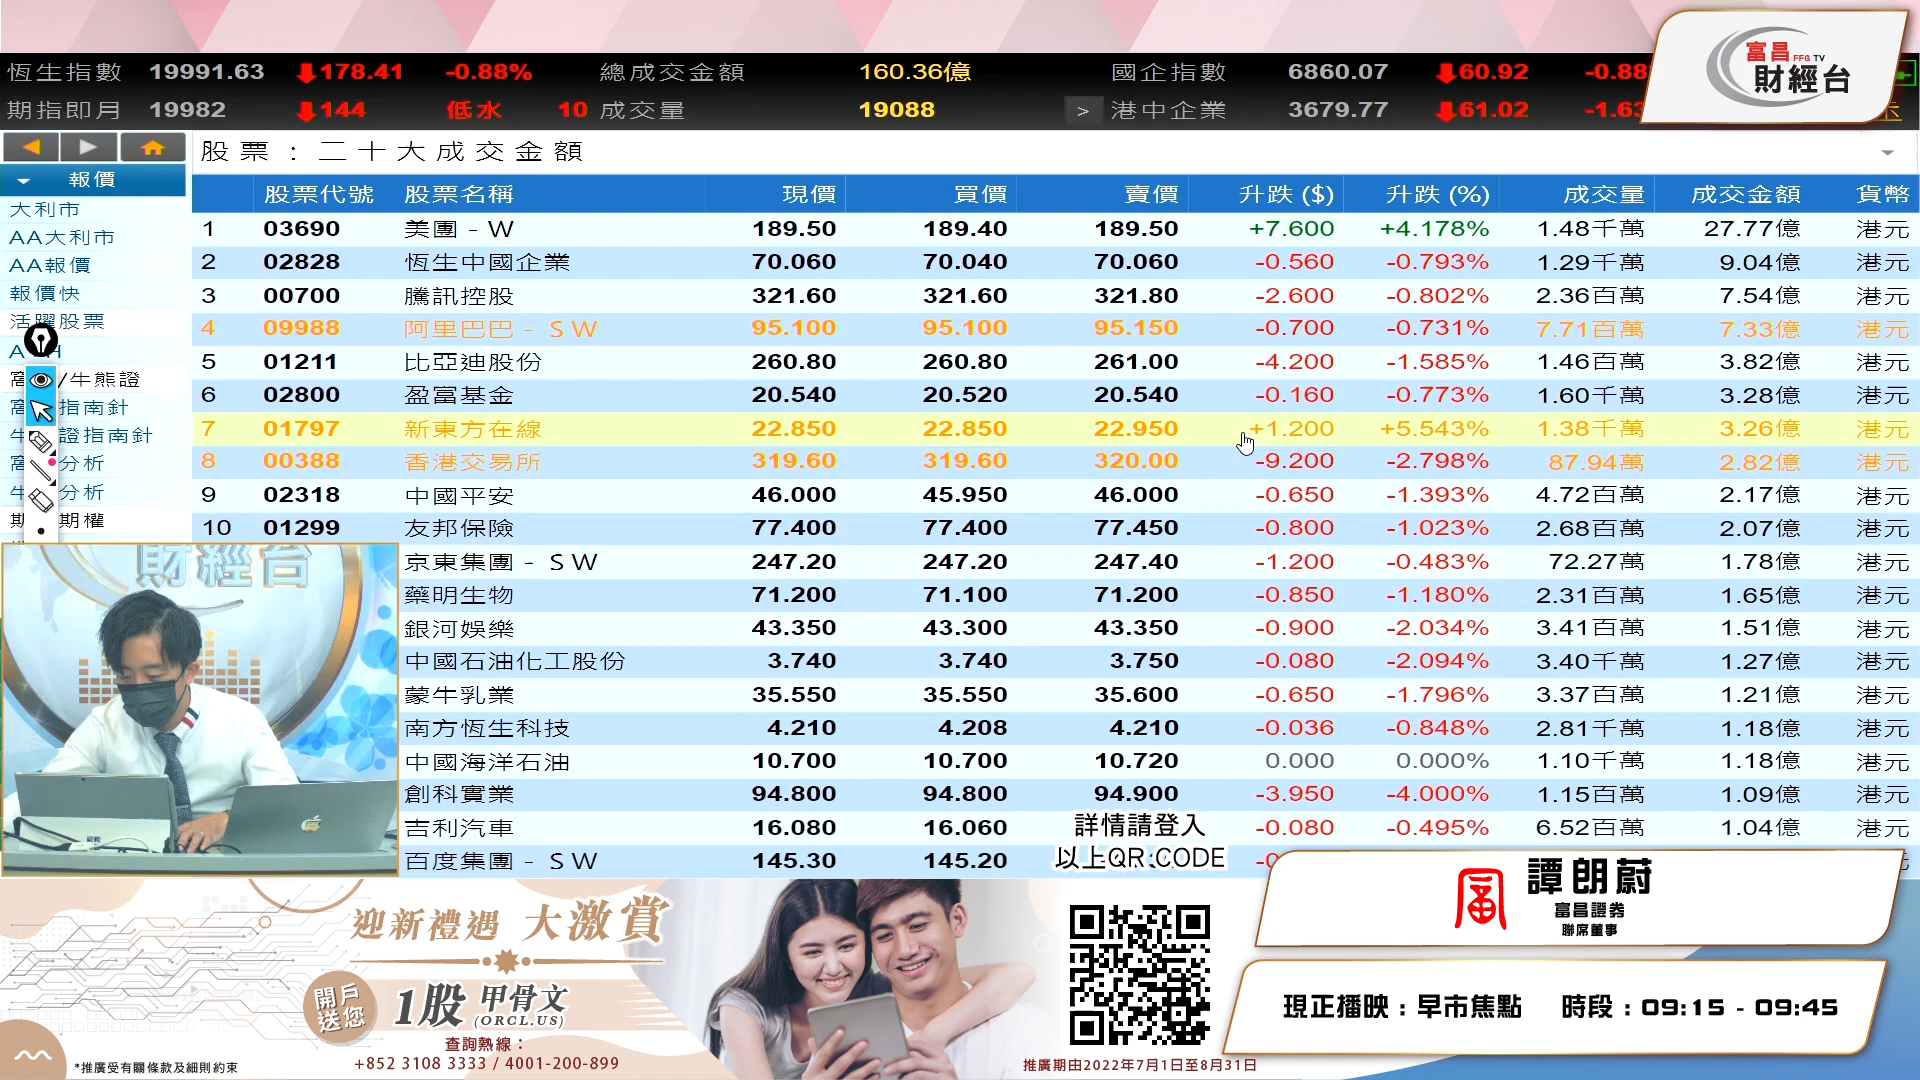 恆生指數 19991.63 178.41 -0.88% 總成交金額 160.36億 國企指數 6860.07 60.92 -0.88
期指即月 19982 144 低水 10 成交量 19088 > 港中企業 3679.77 61.02 -1.63
富昌 FFG TV
財經台
股票：二十大成交金額
報價
大利市
AA大利市
AA報價
報價快
活躍股票
/牛熊證
指南針
證指南針
分析
分析
期權
股票代號 股票名稱 現價 買價 賣價 升跌 ($) 升跌 (%) 成交量 成交金額 貨幣
1 03690 美團 - W 189.50 189.40 189.50 +7.600 +4.178% 1.48千萬 27.77億 港元
2 02828 恆生中國企業 70.060 70.040 70.060 -0.560 -0.793% 1.29千萬 9.04億 港元
3 00700 騰訊控股 321.60 321.60 321.80 -2.600 -0.802% 2.36百萬 7.54億 港元
4 09988 阿里巴巴 - SW 95.100 95.100 95.150 -0.700 -0.731% 7.71百萬 7.33億 港元
5 01211 比亞迪股份 260.80 260.80 261.00 -4.200 -1.585% 1.46百萬 3.82億 港元
6 02800 盈富基金 20.540 20.520 20.540 -0.160 -0.773% 1.60千萬 3.28億 港元
7 01797 新東方在線 22.850 22.850 22.950 +1.200 +5.543% 1.38千萬 3.26億 港元
8 00388 香港交易所 319.60 319.60 320.00 -9.200 -2.798% 87.94萬 2.82億 港元
9 02318 中國平安 46.000 45.950 46.000 -0.650 -1.393% 4.72百萬 2.17億 港元
10 01299 友邦保險 77.400 77.400 77.450 -0.800 -1.023% 2.68百萬 2.07億 港元
京東集團 - SW 247.20 247.20 247.40 -1.200 -0.483% 72.27萬 1.78億 港元
藥明生物 71.200 71.100 71.200 -0.850 -1.180% 2.31百萬 1.65億 港元
銀河娛樂 43.350 43.300 43.350 -0.900 -2.034% 3.41百萬 1.51億 港元
中國石油化工股份 3.740 3.740 3.750 -0.080 -2.094% 3.40千萬 1.27億 港元
蒙牛乳業 35.550 35.550 35.600 -0.650 -1.796% 3.37百萬 1.21億 港元
南方恆生科技 4.210 4.208 4.210 -0.036 -0.848% 2.81千萬 1.18億 港元
中國海洋石油 10.700 10.700 10.720 0.000 0.000% 1.10千萬 1.18億 港元
創科實業 94.800 94.800 94.900 -3.950 -4.000% 1.15百萬 1.09億 港元
吉利汽車 16.080 16.060 -0.080 -0.495% 6.52百萬 1.04億 港元
百度集團 - SW 145.30 145.20
財經台
詳情請登入
以上QR CODE
迎新禮遇 大激賞
開戶
送您
1股 甲骨文
(ORCL.US)
查詢熱線：
+852 3108 3333 / 4001-200-899
*推廣受有關條款及細則約束
推廣期由2022年7月1日至8月31日
譚朗蔚
富昌證券
聯席董事
現正播映：早市焦點 時段：09:15 - 09:45